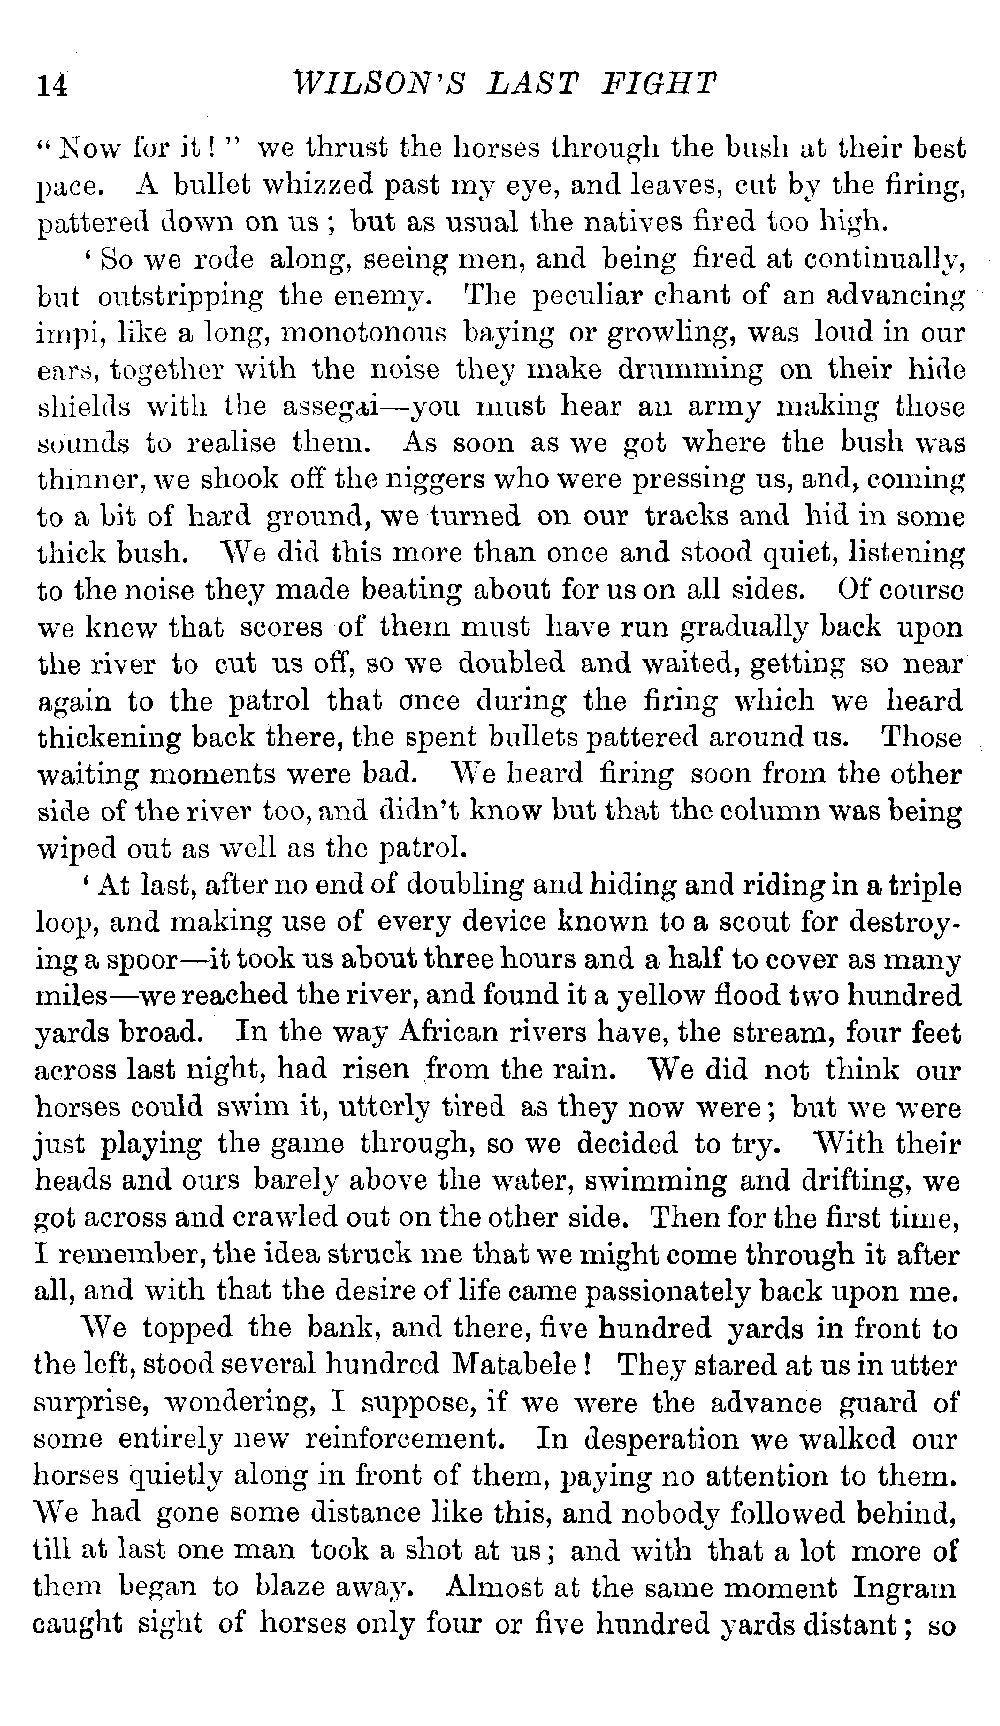 14 WILSON'S LAST FIGHT
“Now for it!” we thrust the horses through the bush at their best
pace. A bullet whizzed past my eye, and leaves, cut by the firing,
pattered down on us; but as usual the natives fired too high.
‘So we rode along, seeing men, and being fired at continually,
but outstripping the enemy. The peculiar chant of an advancing
impi, like a long, monotonous baying or growling, was loud in our
ears, together with the noise they make drumming on their hide
shields with the assegai—you must hear an army making those
sounds to realise them. As soon as we got where the bush was
thinner, we shook off the niggers who were pressing us, and, coming
to a bit of hard ground, we turned on our tracks and hid in some
thick bush. We did this more than once and stood quiet, listening
to the noise they made beating about for us on all sides. Of course
we knew that scores of them must have run gradually back upon
the river to cut us off, so we doubled and waited, getting so near
again to the patrol that once during the firing which we heard
thickening back there, the spent bullets pattered around us. Those
waiting moments were bad. We heard firing soon from the other
side of the river too, and didn't know but that the column was being
wiped out as well as the patrol.
‘At last, after no end of doubling and hiding and riding in a triple
loop, and making use of every device known to a scout for destroy-
ing a spoor—it took us about three hours and a half to cover as many
miles—we reached the river, and found it a yellow flood two hundred
yards broad. In the way African rivers have, the stream, four feet
across last night, had risen from the rain. We did not think our
horses could swim it, utterly tired as they now were; but we were
just playing the game through, so we decided to try. With their
heads and ours barely above the water, swimming and drifting, we
got across and crawled out on the other side. Then for the first time,
I remember, the idea struck me that we might come through it after
all, and with that the desire of life came passionately back upon me.
We topped the bank, and there, five hundred yards in front to
the left, stood several hundred Matabele! They stared at us in utter
surprise, wondering, I suppose, if we were the advance guard of
some entirely new reinforcement. In desperation we walked our
horses quietly along in front of them, paying no attention to them.
We had gone some distance like this, and nobody followed behind,
till at last one man took a shot at us; and with that a lot more of
them began to blaze away. Almost at the same moment Ingram
caught sight of horses only four or five hundred yards distant; so